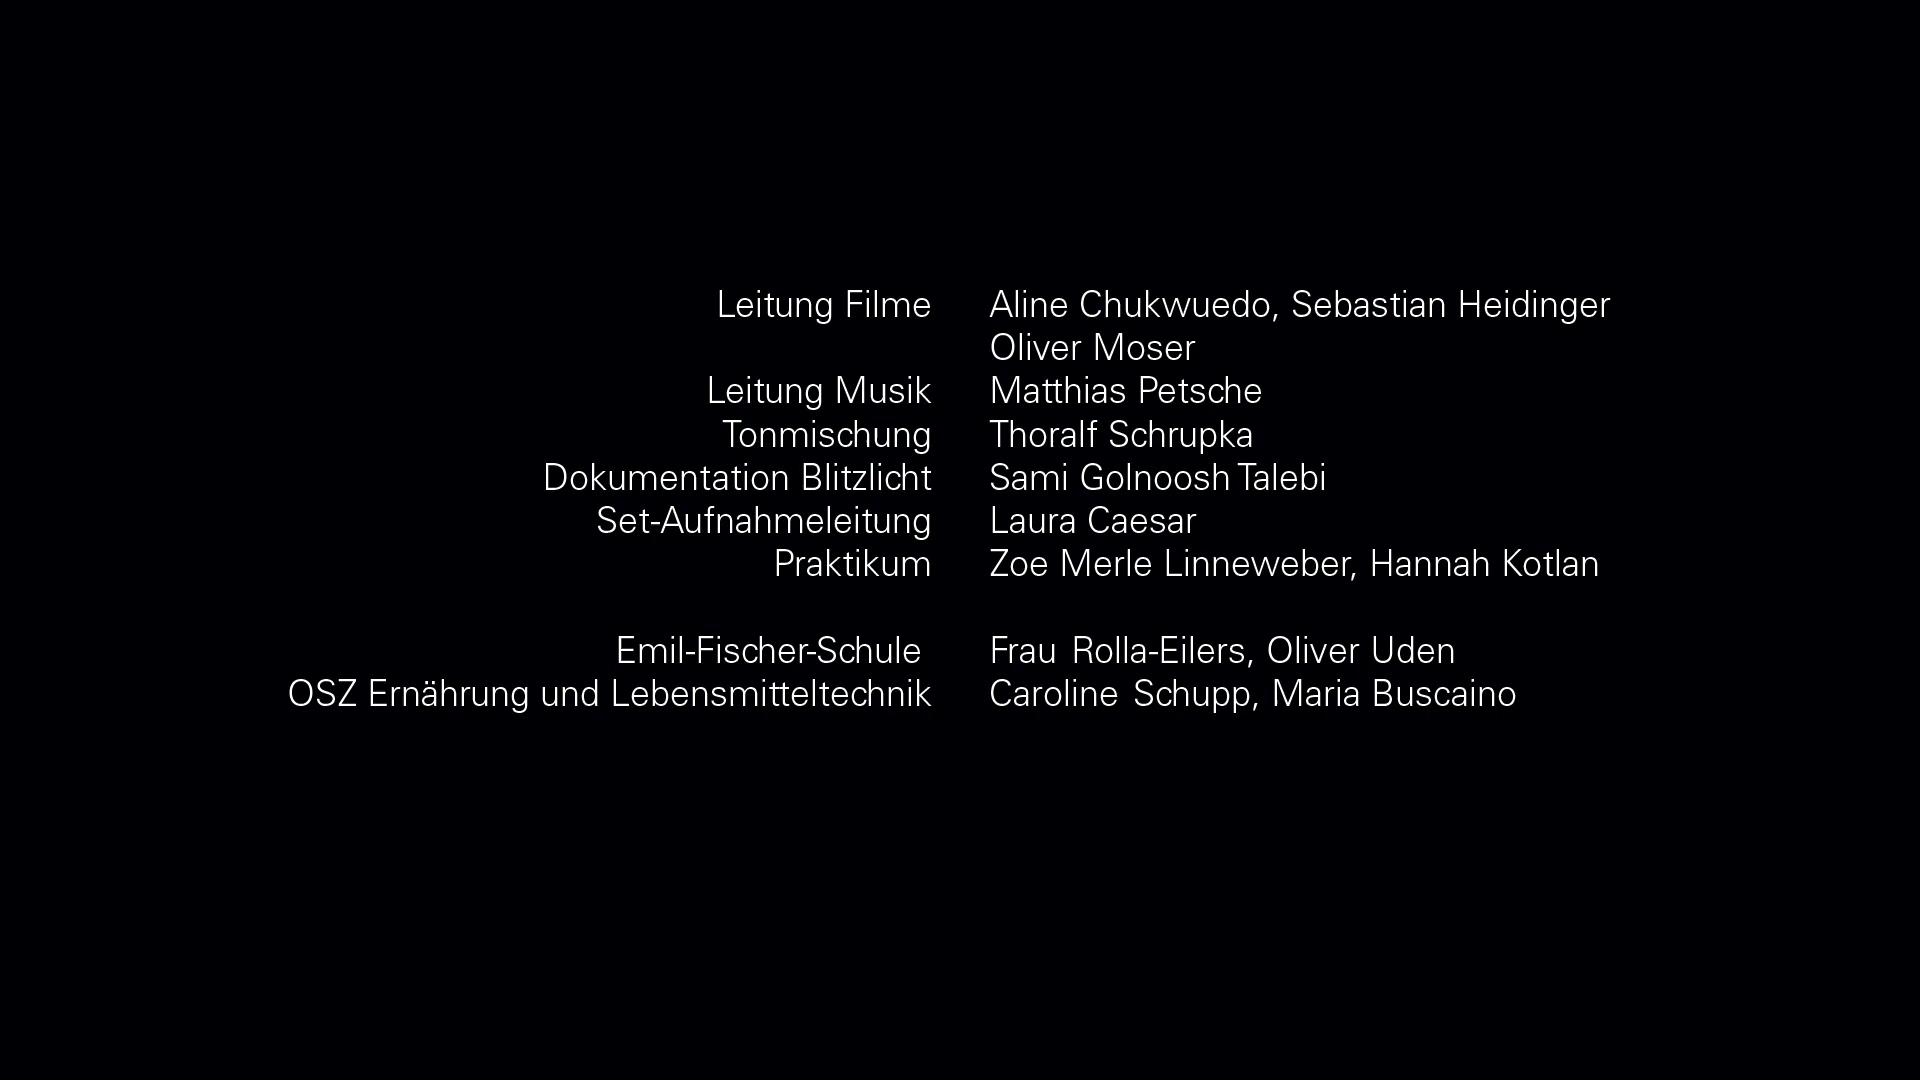 Leitung Filme Aline Chukwuedo, Sebastian Heidinger
Oliver Moser
Leitung Musik Matthias Petsche
Tonmischung Thoralf Schrupka
Dokumentation Blitzlicht Sami Golnoosh Talebi
Set-Aufnahmeleitung Laura Caesar
Praktikum Zoe Merle Linneweber, Hannah Kotlan
Emil-Fischer-Schule Frau Rolla-Eilers, Oliver Uden
OSZ Ernährung und Lebensmitteltechnik Caroline Schupp, Maria Buscaino